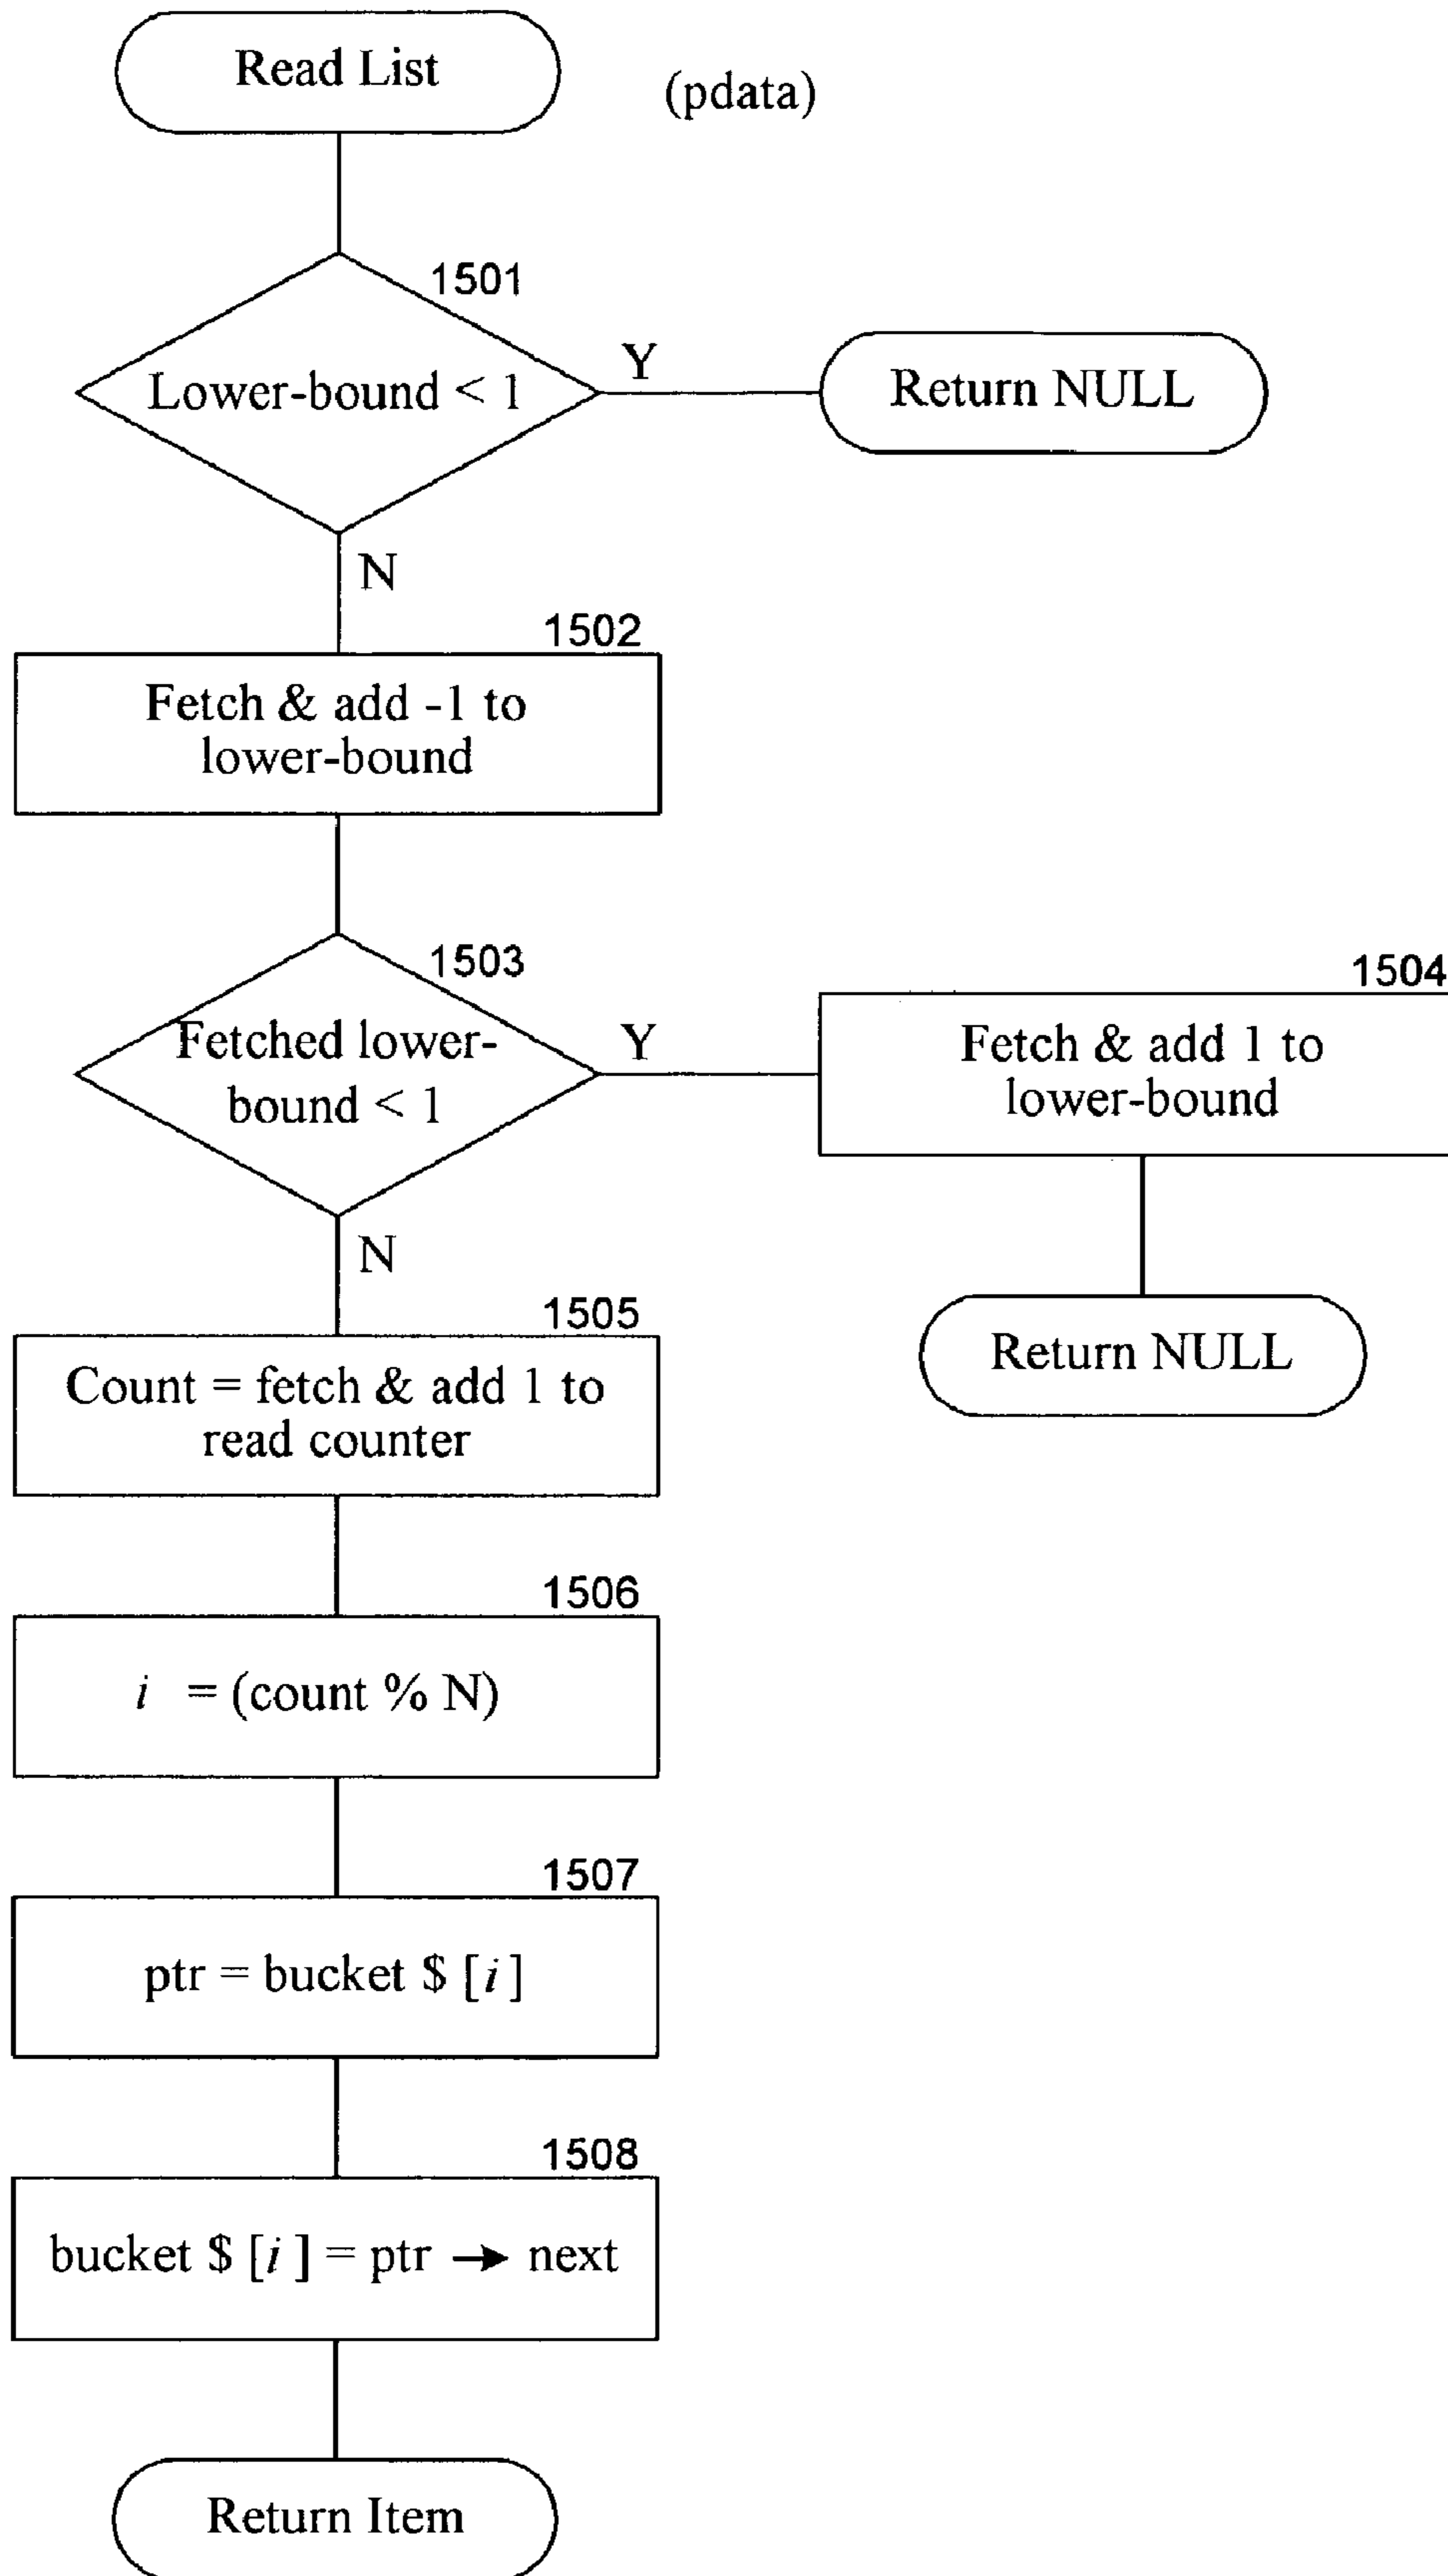 Read List
(pdata)
1501
Lower-bound < 1
Y
Return NULL
N
1502
Fetch & add -1 to
lower-bound
1503
Fetched lower-
bound < 1
Y
1504
Fetch & add 1 to
lower-bound
Return NULL
N
1505
Count = fetch & add 1 to
read counter
1506
i = (count % N)
1507
ptr = bucket $ [i]
1508
bucket $ [i] = ptr → next
Return Item